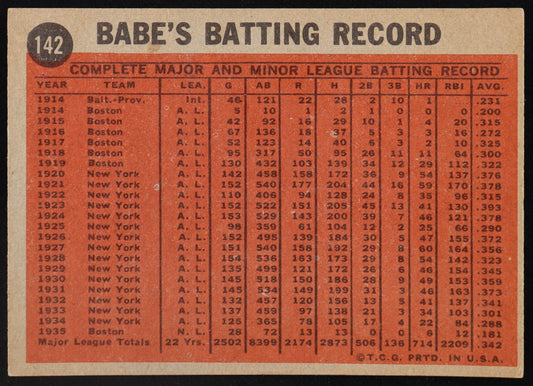 142 BABE'S BATTING RECORD
COMPLETE MAJOR AND MINOR LEAGUE BATTING RECORD
YEAR TEAM LEA. G AB R H 2B 3B HR RBI AVG.
1914 Balt.-Prov. Int. 46 121 22 28 2 10 1 .231
1914 Boston A. L. 5 10 1 2 1 0 0 .200
1915 Boston A. L. 42 92 16 29 10 1 4 20 .315
1916 Boston A. L. 67 136 18 37 5 3 3 16 .272
1917 Boston A. L. 52 123 14 40 6 3 2 10 .325
1918 Boston A. L. 95 317 50 95 26 11 11 64 .300
1919 Boston A. L. 130 432 103 139 34 12 29 112 .322
1920 New York A. L. 142 458 158 172 36 9 54 137 .376
1921 New York A. L. 152 540 177 204 44 16 59 170 .378
1922 New York A. L. 110 406 94 128 24 8 35 96 .315
1923 New York A. L. 152 522 151 205 45 13 41 130 .393
1924 New York A. L. 153 529 143 200 39 7 46 121 .378
1925 New York A. L. 98 359 61 104 12 2 25 66 .290
1926 New York A. L. 152 495 139 184 30 5 47 155 .372
1927 New York A. L. 151 540 158 192 29 8 60 164 .356
1928 New York A. L. 154 536 163 173 29 8 54 142 .323
1929 New York A. L. 135 499 121 172 26 6 46 154 .345
1930 New York A. L. 145 518 150 186 28 9 49 153 .359
1931 New York A. L. 145 534 149 199 31 3 46 163 .373
1932 New York A. L. 132 457 120 156 13 5 41 137 .341
1933 New York A. L. 137 459 97 138 21 3 34 103 .301
1934 New York A. L. 125 365 78 105 17 4 22 84 .288
1935 Boston N. L. 28 72 13 13 0 0 6 12 .181
Major League Totals 22 Yrs. 2502 8399 2174 2873 506 136 714 2209 .342
©T.C.G. PRTD. IN U.S.A.